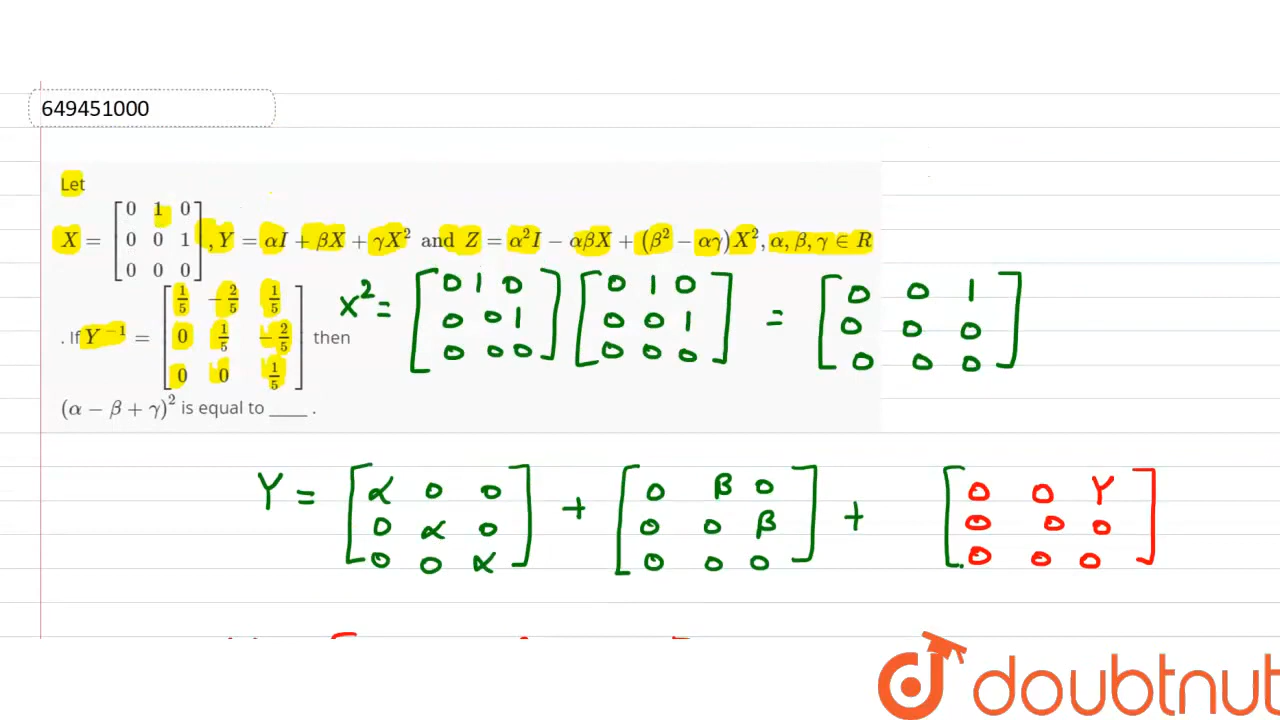 649451000
Let
X = [0 1 0; 0 0 1; 0 0 0], Y = αI + βX + γX² and Z = α²I − αβX + (β² − αγ)X², α, β, γ ∈ R
. If Y⁻¹ = [1/5 −2/5 1/5; 0 1/5 −2/5; 0 0 1/5] then
(α − β + γ)² is equal to ____ .
X² = [0 1 0; 0 0 1; 0 0 0] [0 1 0; 0 0 1; 0 0 0] = [0 0 1; 0 0 0; 0 0 0]
Y = [α 0 0; 0 α 0; 0 0 α] + [0 β 0; 0 0 β; 0 0 0] + [0 0 γ; 0 0 0; 0 0 0]
doubtnut